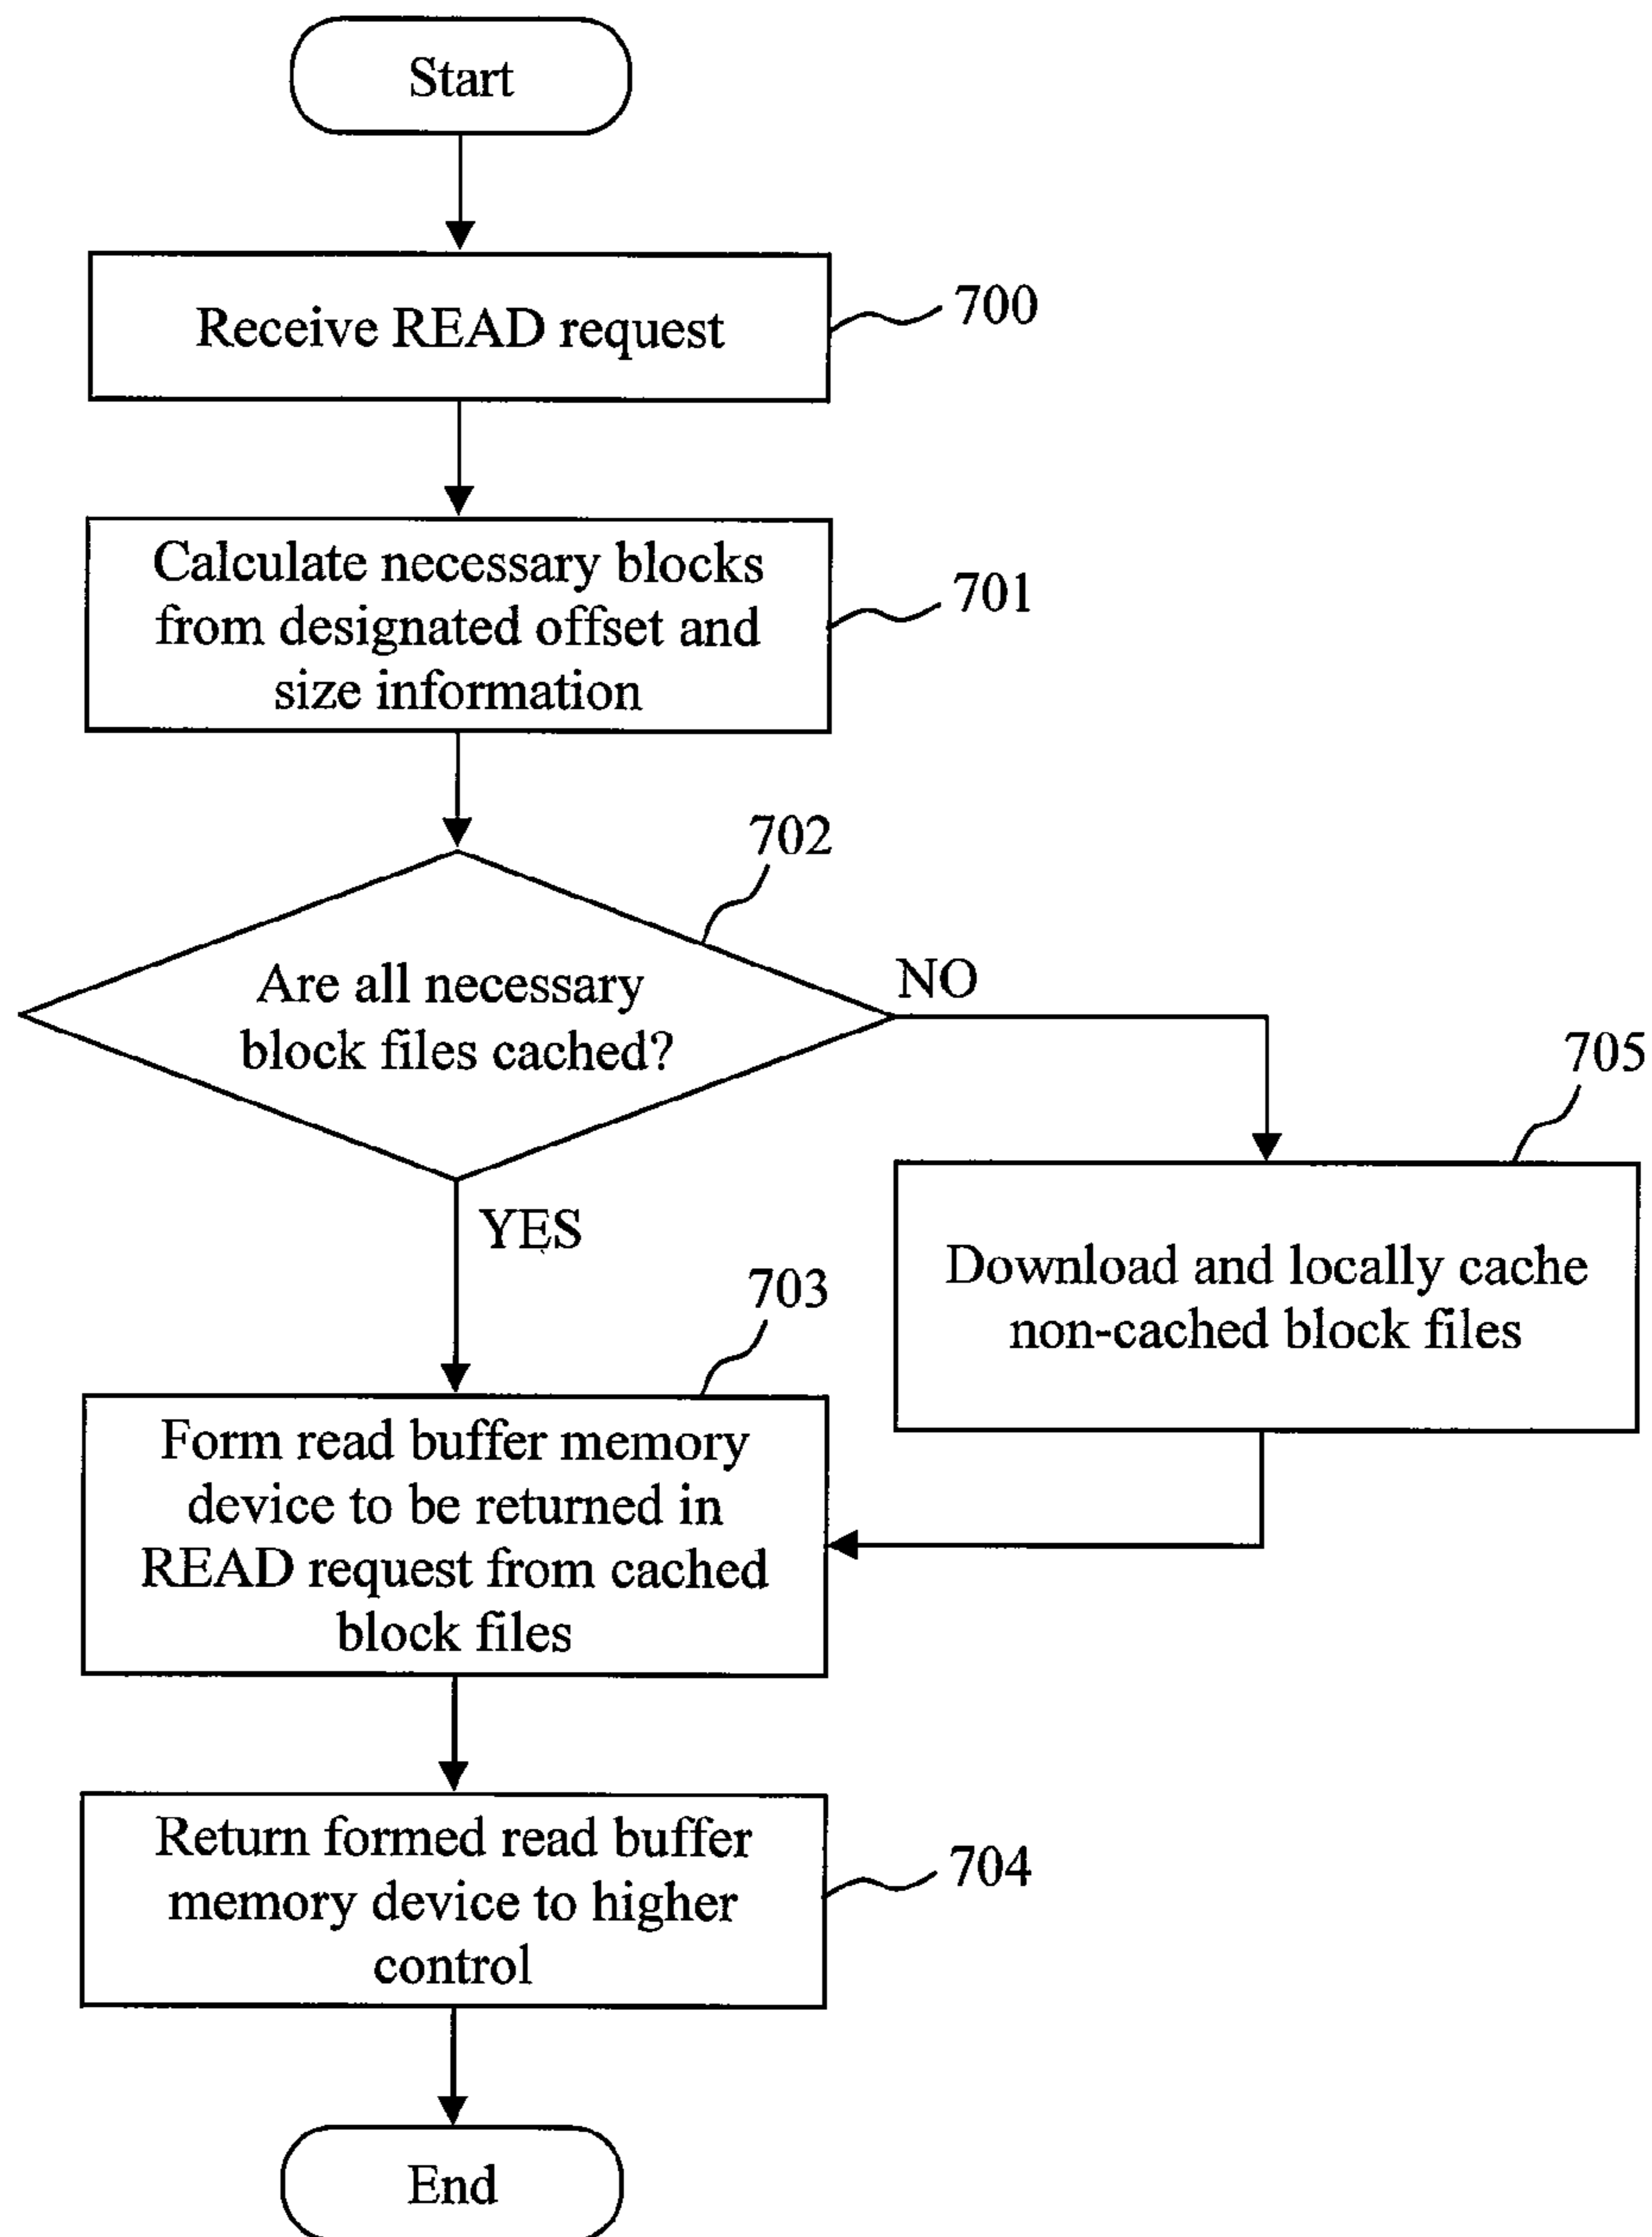 Start
Receive READ request
700
Calculate necessary blocks
from designated offset and
size information
701
702
Are all necessary
block files cached?
NO
705
YES
Download and locally cache
non-cached block files
703
Form read buffer memory
device to be returned in
READ request from cached
block files
Return formed read buffer
memory device to higher
control
704
End